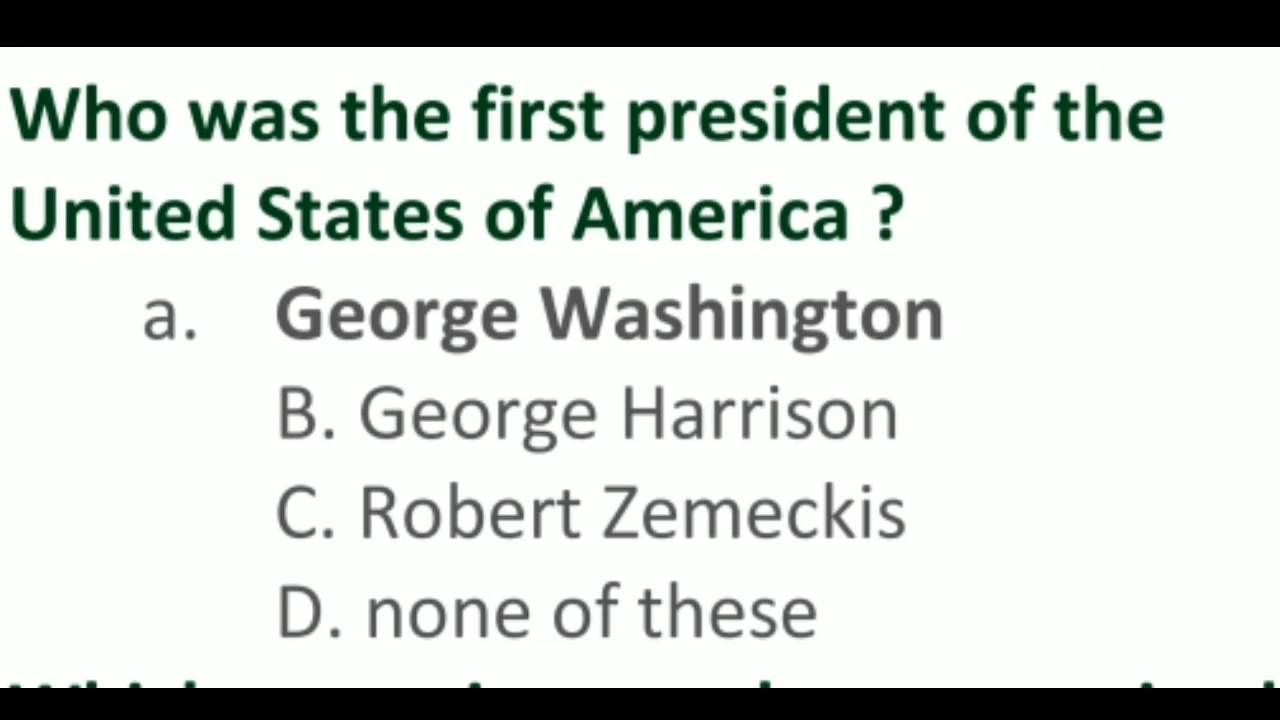 Who was the first president of the
United States of America ?
a. George Washington
B. George Harrison
C. Robert Zemeckis
D. none of these